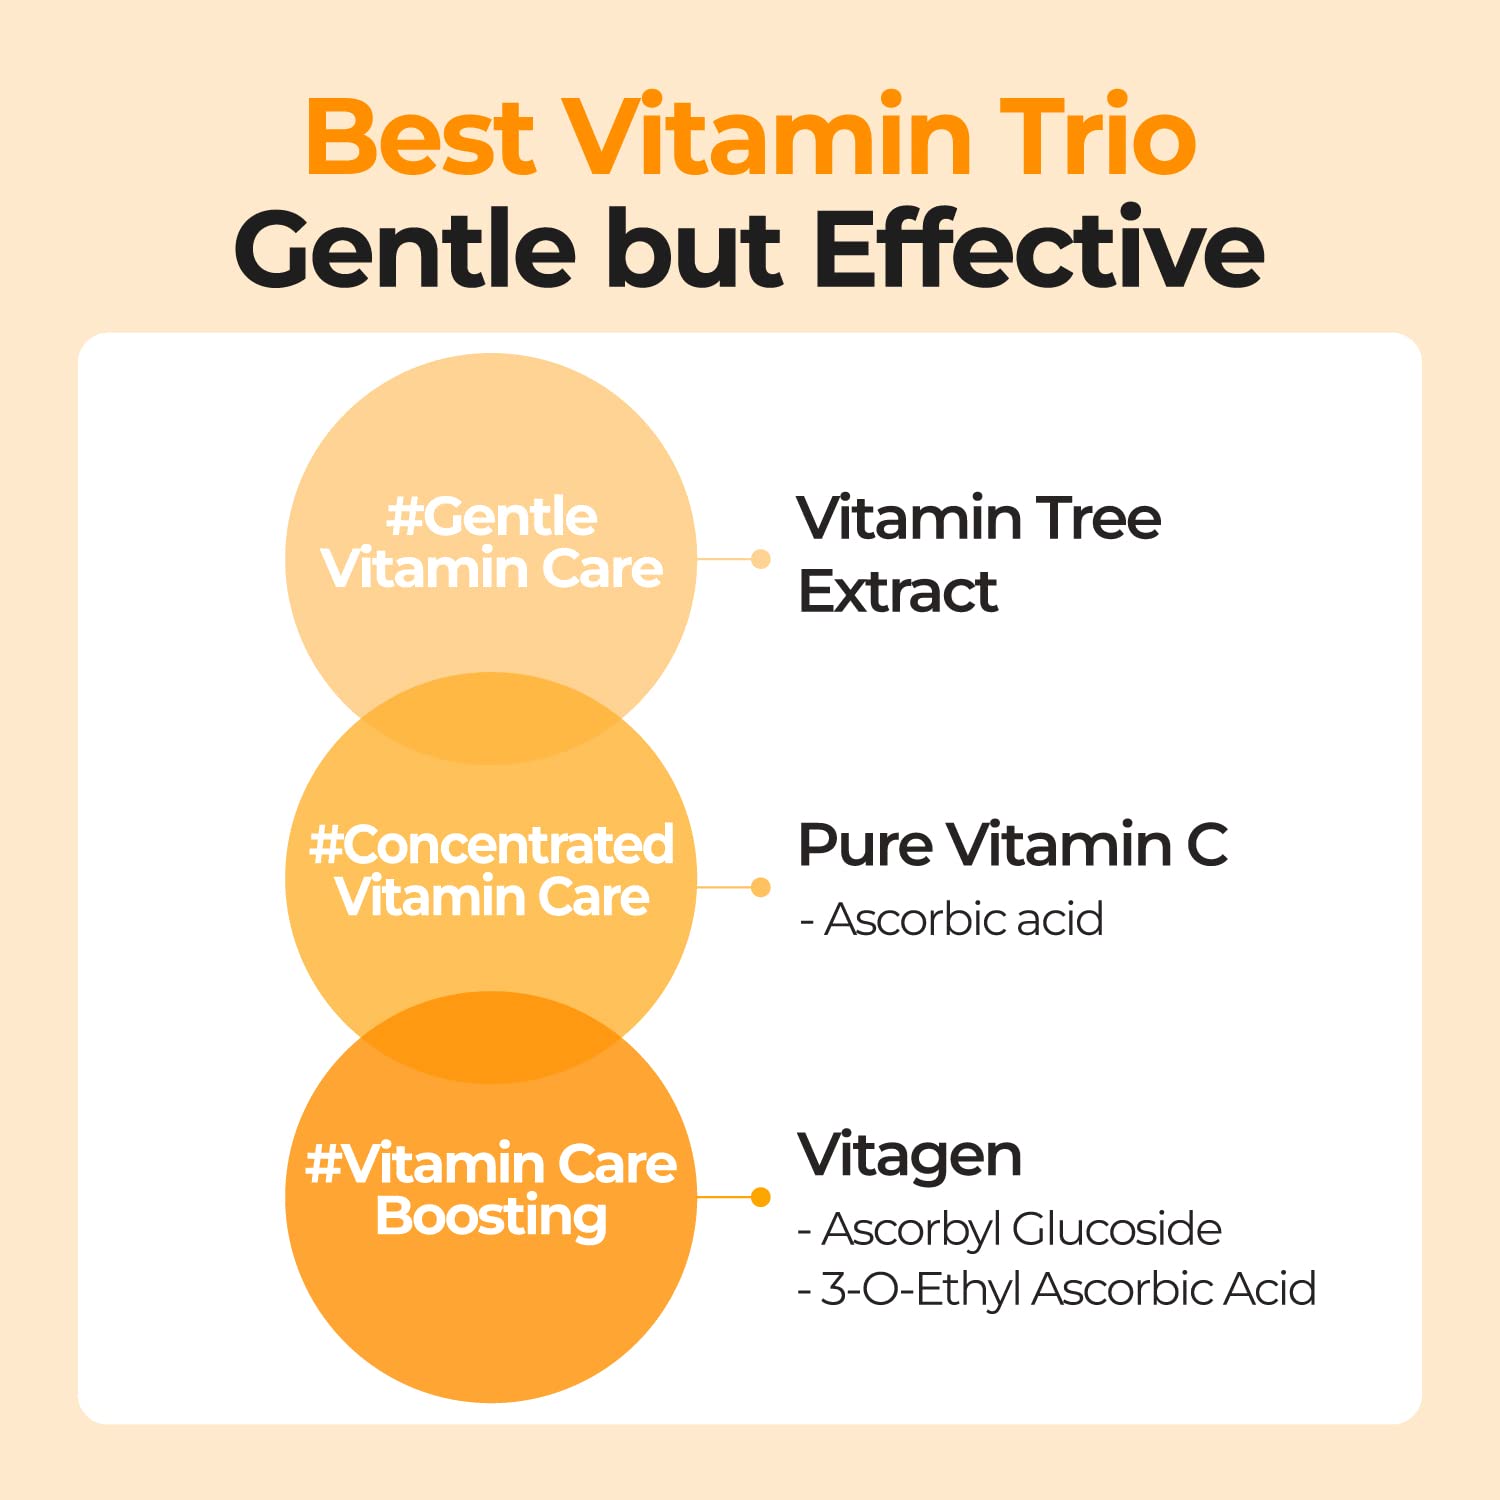 Best Vitamin Trio
Gentle but Effective
#Gentle
Vitamin Care
Vitamin Tree
Extract
#Concentrated
Vitamin Care
Pure Vitamin C
- Ascorbic acid
#Vitamin Care
Boosting
Vitagen
- Ascorbyl Glucoside
- 3-O-Ethyl Ascorbic Acid